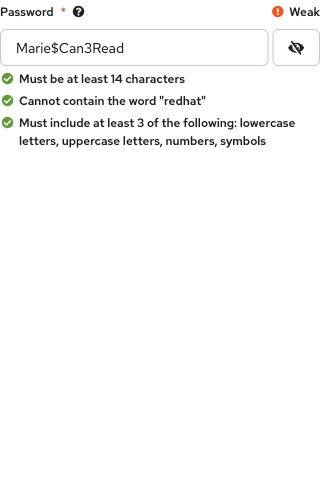 Password * Weak
Marie$Can3Read
Must be at least 14 characters
Cannot contain the word "redhat"
Must include at least 3 of the following: lowercase
letters, uppercase letters, numbers, symbols